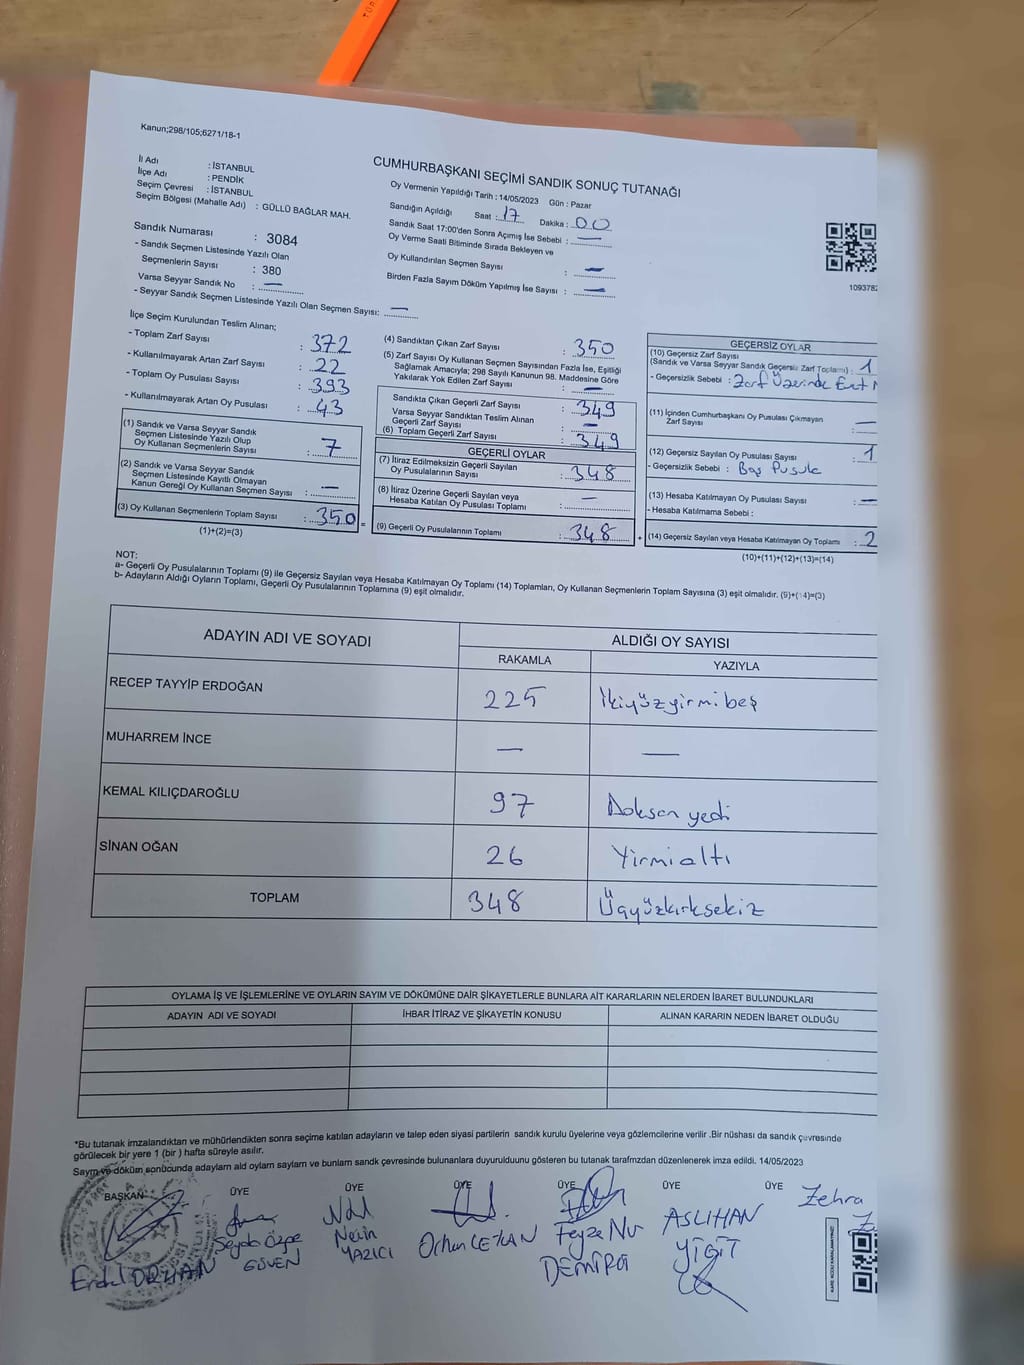 Kanun;298/105;6271/18-1
CUMHURBAŞKANI SEÇİMİ SANDIK SONUÇ TUTANAĞI
İl Adı : İSTANBUL
İlçe Adı : PENDİK
Seçim Çevresi : İSTANBUL
Seçim Bölgesi (Mahalle Adı) : GÜLLÜ BAĞLAR MAH.
Sandık Numarası : 3084
- Sandık Seçmen Listesinde Yazılı Olan
Seçmenlerin Sayısı : 380
Varsa Seyyar Sandık No : —
- Seyyar Sandık Seçmen Listesinde Yazılı Olan Seçmen Sayısı: —
Oy Vermenin Yapıldığı Tarih : 14/05/2023 Gün : Pazar
Sandığın Açıldığı Saat : 17 Dakika : 00
Sandık Saat 17:00'den Sonra Açımış İse Sebebi : —
Oy Verme Saati Bitiminde Sırada Bekleyen ve
Oy Kullandırılan Seçmen Sayısı : —
Birden Fazla Sayım Döküm Yapılmış İse Sayısı : —
1093782
İlçe Seçim Kurulundan Teslim Alınan;
- Toplam Zarf Sayısı : 372
- Kullanılmayarak Artan Zarf Sayısı : 22
- Toplam Oy Pusulası Sayısı : 393
- Kullanılmayarak Artan Oy Pusulası : 43
(1) Sandık ve Varsa Seyyar Sandık
Seçmen Listesinde Yazılı Olup
Oy Kullanan Seçmenlerin Sayısı : 7
(2) Sandık ve Varsa Seyyar Sandık
Seçmen Listesinde Kayıtlı Olmayan
Kanun Gereği Oy Kullanan Seçmen Sayısı : —
(3) Oy Kullanan Seçmenlerin Toplam Sayısı : 350 =
(1)+(2)=(3)
(4) Sandıktan Çıkan Zarf Sayısı : 350
(5) Zarf Sayısı Oy Kullanan Seçmen Sayısından Fazla İse, Eşitliği
Sağlamak Amacıyla; 298 Sayılı Kanunun 98. Maddesine Göre
Yakılarak Yok Edilen Zarf Sayısı : —
Sandıkta Çıkan Geçerli Zarf Sayısı : 349
Varsa Seyyar Sandıktan Teslim Alınan
Geçerli Zarf Sayısı : —
(6) Toplam Geçerli Zarf Sayısı : 349
GEÇERLİ OYLAR
(7) İtiraz Edilmeksizin Geçerli Sayılan
Oy Pusulasının Sayısı : 348
(8) İtiraz Üzerine Geçerli Sayılan veya
Hesaba Katılan Oy Pusulası Toplamı : —
(9) Geçerli Oy Pusulalarının Toplamı : 348 +
GEÇERSİZ OYLAR
(10) Geçersiz Zarf Sayısı
(Sandık ve Varsa Seyyar Sandık Geçersiz Zarf Toplamı) : 1
- Geçersizlik Sebebi : Zarf Üzerinde
(11) İçinden Cumhurbaşkanı Oy Pusulası Çıkmayan
Zarf Sayısı : —
(12) Geçersiz Sayılan Oy Pusulası Sayısı : 1
- Geçersizlik Sebebi : Boş Pusula
(13) Hesaba Katılmayan Oy Pusulası Sayısı : —
- Hesaba Katılmama Sebebi :
(14) Geçersiz Sayılan veya Hesaba Katılmayan Oy Toplamı : 2
(10)+(11)+(12)+(13)=(14)
NOT:
a- Geçerli Oy Pusulalarının Toplamı (9) ile Geçersiz Sayılan veya Hesaba Katılmayan Oy Toplamı (14) Toplamları, Oy Kullanan Seçmenlerin Toplam Sayısına (3) eşit olmalıdır. (9)+(14)=(3)
b- Adayların Aldığı Oyların Toplamı, Geçerli Oy Pusulalarının Toplamına (9) eşit olmalıdır.
ADAYIN ADI VE SOYADI ALDIĞI OY SAYISI
RAKAMLA YAZIYLA
RECEP TAYYİP ERDOĞAN 225 İkiyüzyirmibeş
MUHARREM İNCE — —
KEMAL KILIÇDAROĞLU 97 Doksan yedi
SİNAN OĞAN 26 Yirmialtı
TOPLAM 348 Üçyüzkırksekiz
OYLAMA İŞ VE İŞLEMLERİNE VE OYLARIN SAYIM VE DÖKÜMÜNE DAİR ŞİKAYETLERLE BUNLARA AİT KARARLARIN NELERDEN İBARET BULUNDUKLARI
ADAYIN ADI VE SOYADI İHBAR İTİRAZ VE ŞİKAYETİN KONUSU ALINAN KARARIN NEDEN İBARET OLDUĞU
*Bu tutanak imzalandıktan ve mühürlendikten sonra seçime katılan adayların ve talep eden siyasi partilerin sandık kurulu üyelerine veya gözlemcilerine verilir .Bir nüshası da sandık çevresinde
görülecek bir yere 1 (bir ) hafta süreyle asılır.
Sayım ve döküm sonucunda adayların ald oyların sayları ve bunların sandk çevresinde bulunanlara duyurulduunu gösteren bu tutanak tarafmzdan düzenlenerek imza edildi. 14/05/2023
BAŞKAN ÜYE ÜYE ÜYE ÜYE ÜYE ÜYE
Erdal ORHAN
Seyda Özge GÜVEN
Necin YAZICI
Orhan CEYLAN
Feyza Nur DEMİREL
ASLIHAN YİĞİT
Zehra